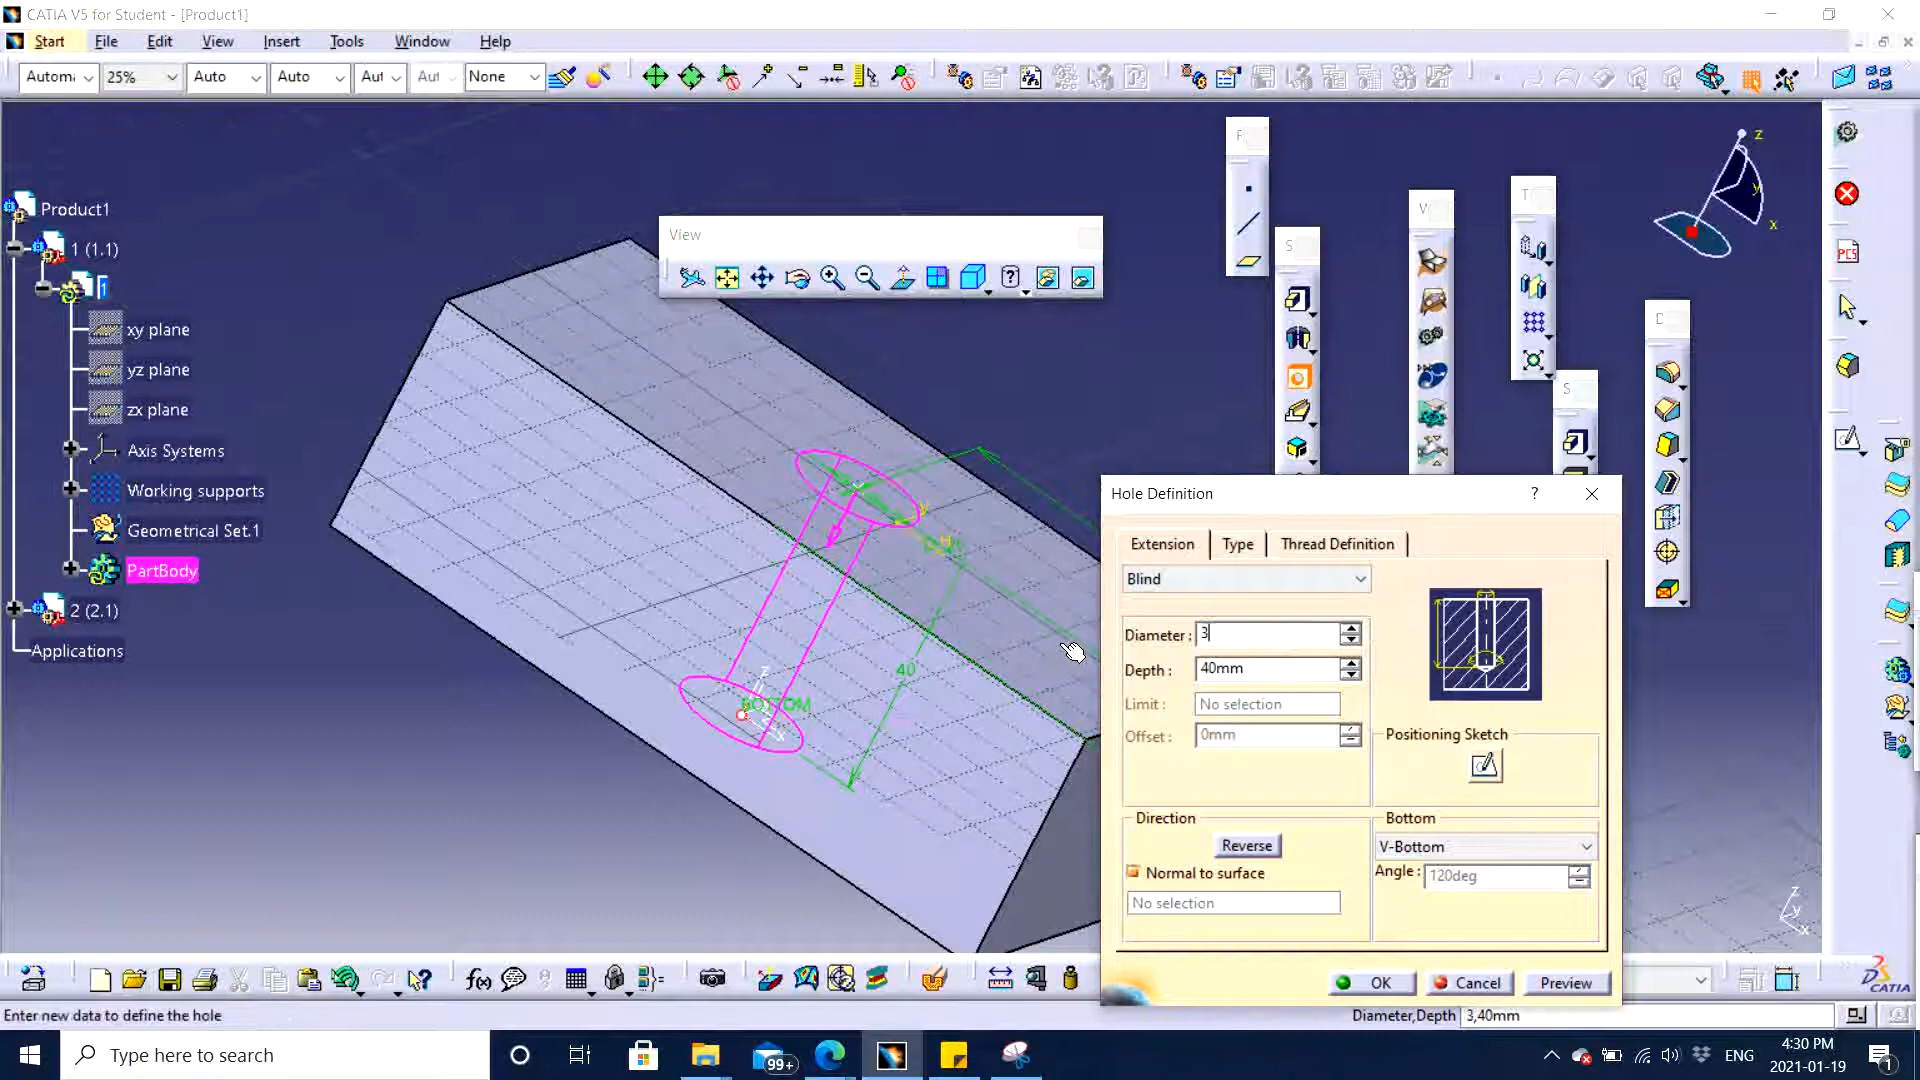 CATIA V5 for Student - [Product1]
Start File Edit View Insert Tools Window Help
Automa 25% Auto Auto Aut Aut None
Product1
1 (1.1)
1
xy plane
yz plane
zx plane
Axis Systems
Working supports
Geometrical Set.1
PartBody
2 (2.1)
Applications
View
V
T
S
S
D
z
y
x
PCS
40
BOTTOM
Hole Definition ?
Extension Type Thread Definition
Blind
Diameter : 3
Depth : 40mm
Limit : No selection
Offset : 0mm
Positioning Sketch
Direction
Reverse
Normal to surface
No selection
Bottom
V-Bottom
Angle : 120deg
OK Cancel Preview
f(x)
CATIA
Enter new data to define the hole
Diameter,Depth 3,40mm
Type here to search
99+
ENG
4:30 PM
2021-01-19
1